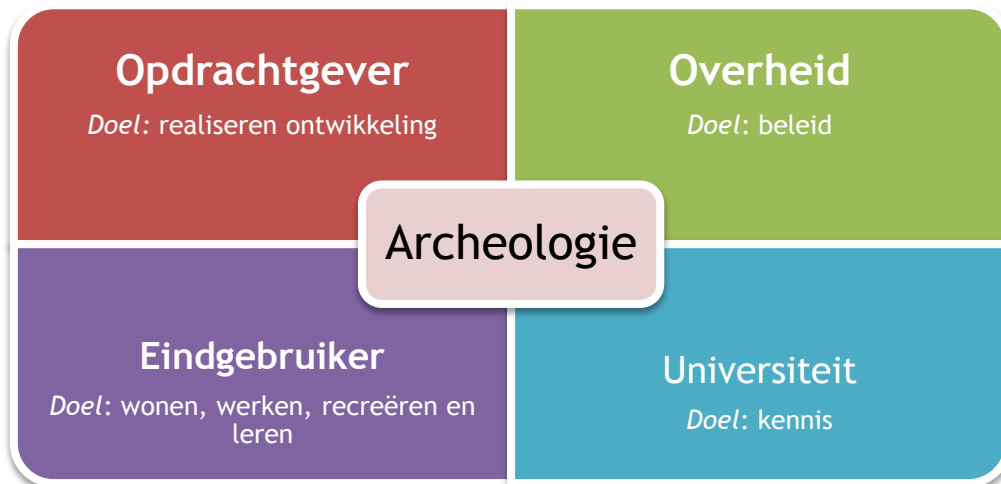 Opdrachtgever
Doel: realiseren ontwikkeling
Overheid
Doel: beleid
Archeologie
Eindgebruiker
Doel: wonen, werken, recreëren en
leren
Universiteit
Doel: kennis